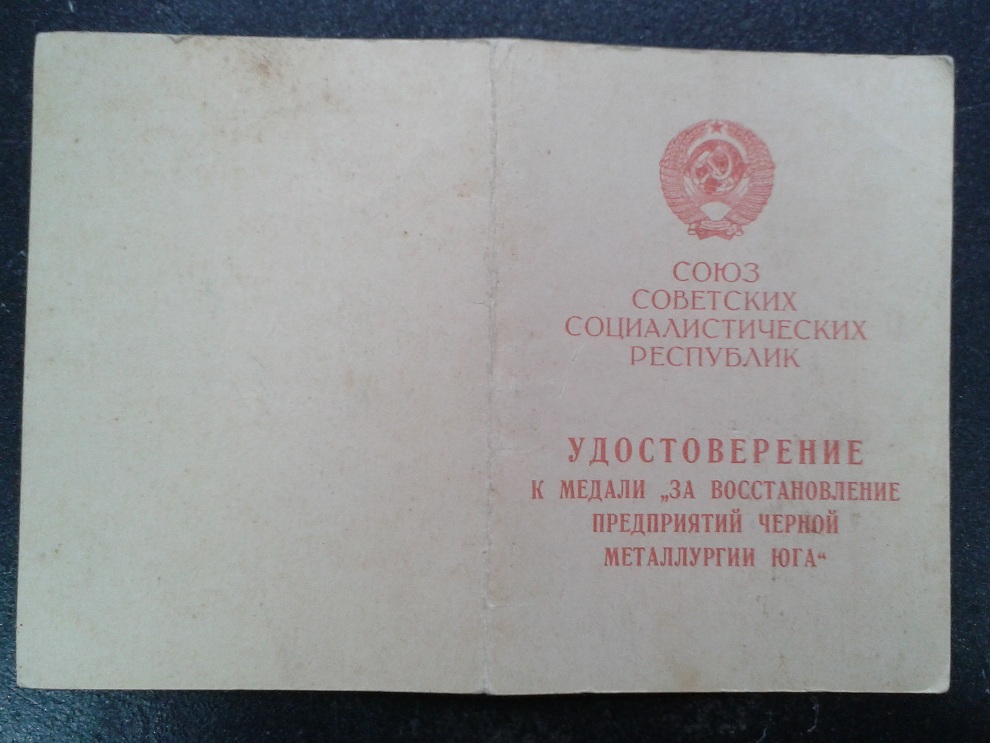 СОЮЗ
СОВЕТСКИХ
СОЦИАЛИСТИЧЕСКИХ
РЕСПУБЛИК
УДОСТОВЕРЕНИЕ
К МЕДАЛИ „ЗА ВОССТАНОВЛЕНИЕ
ПРЕДПРИЯТИЙ ЧЕРНОЙ
МЕТАЛЛУРГИИ ЮГА“